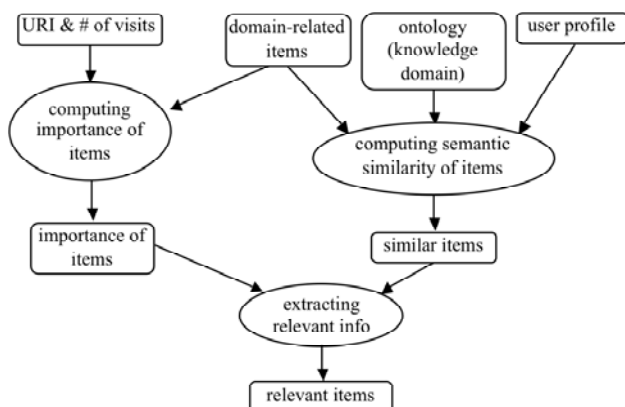 URI & # of visits
domain-related
items
ontology
(knowledge
domain)
user profile
computing
importance of
items
computing semantic
similarity of items
importance of
items
similar items
extracting
relevant info
relevant items